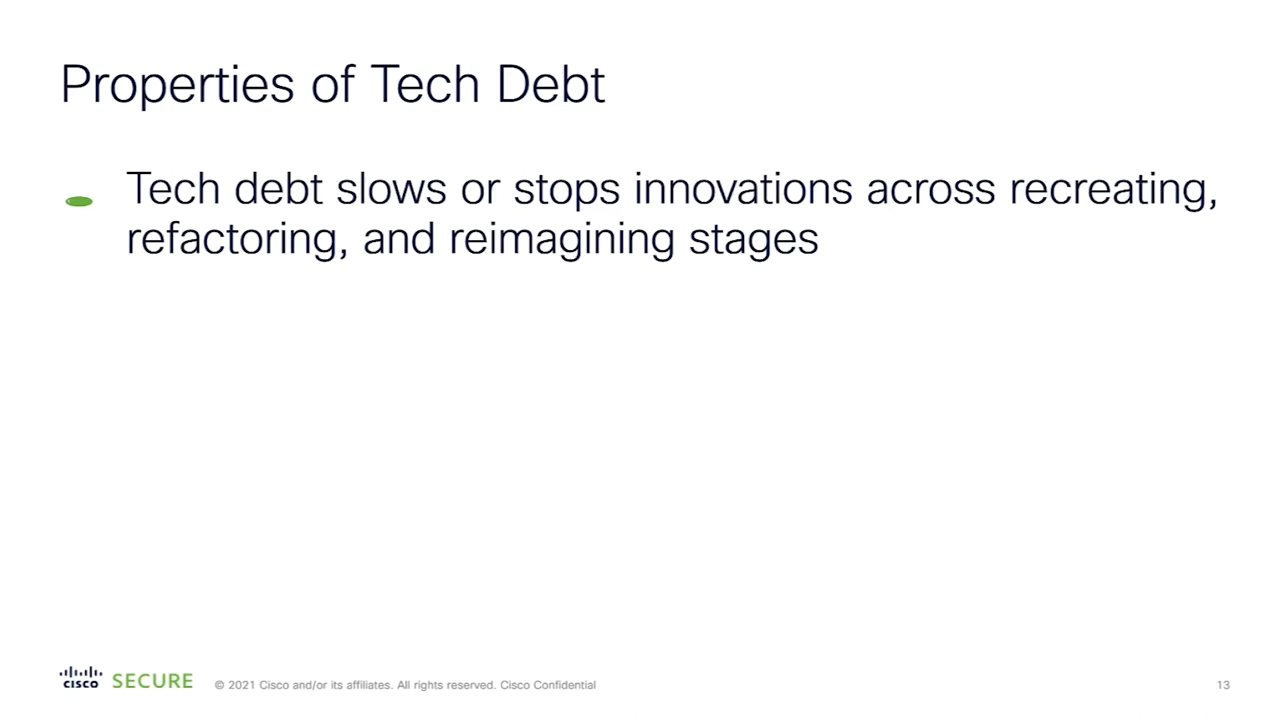 Properties of Tech Debt
Tech debt slows or stops innovations across recreating,
refactoring, and reimagining stages
CISCO SECURE © 2021 Cisco and/or its affiliates. All rights reserved. Cisco Confidential 13